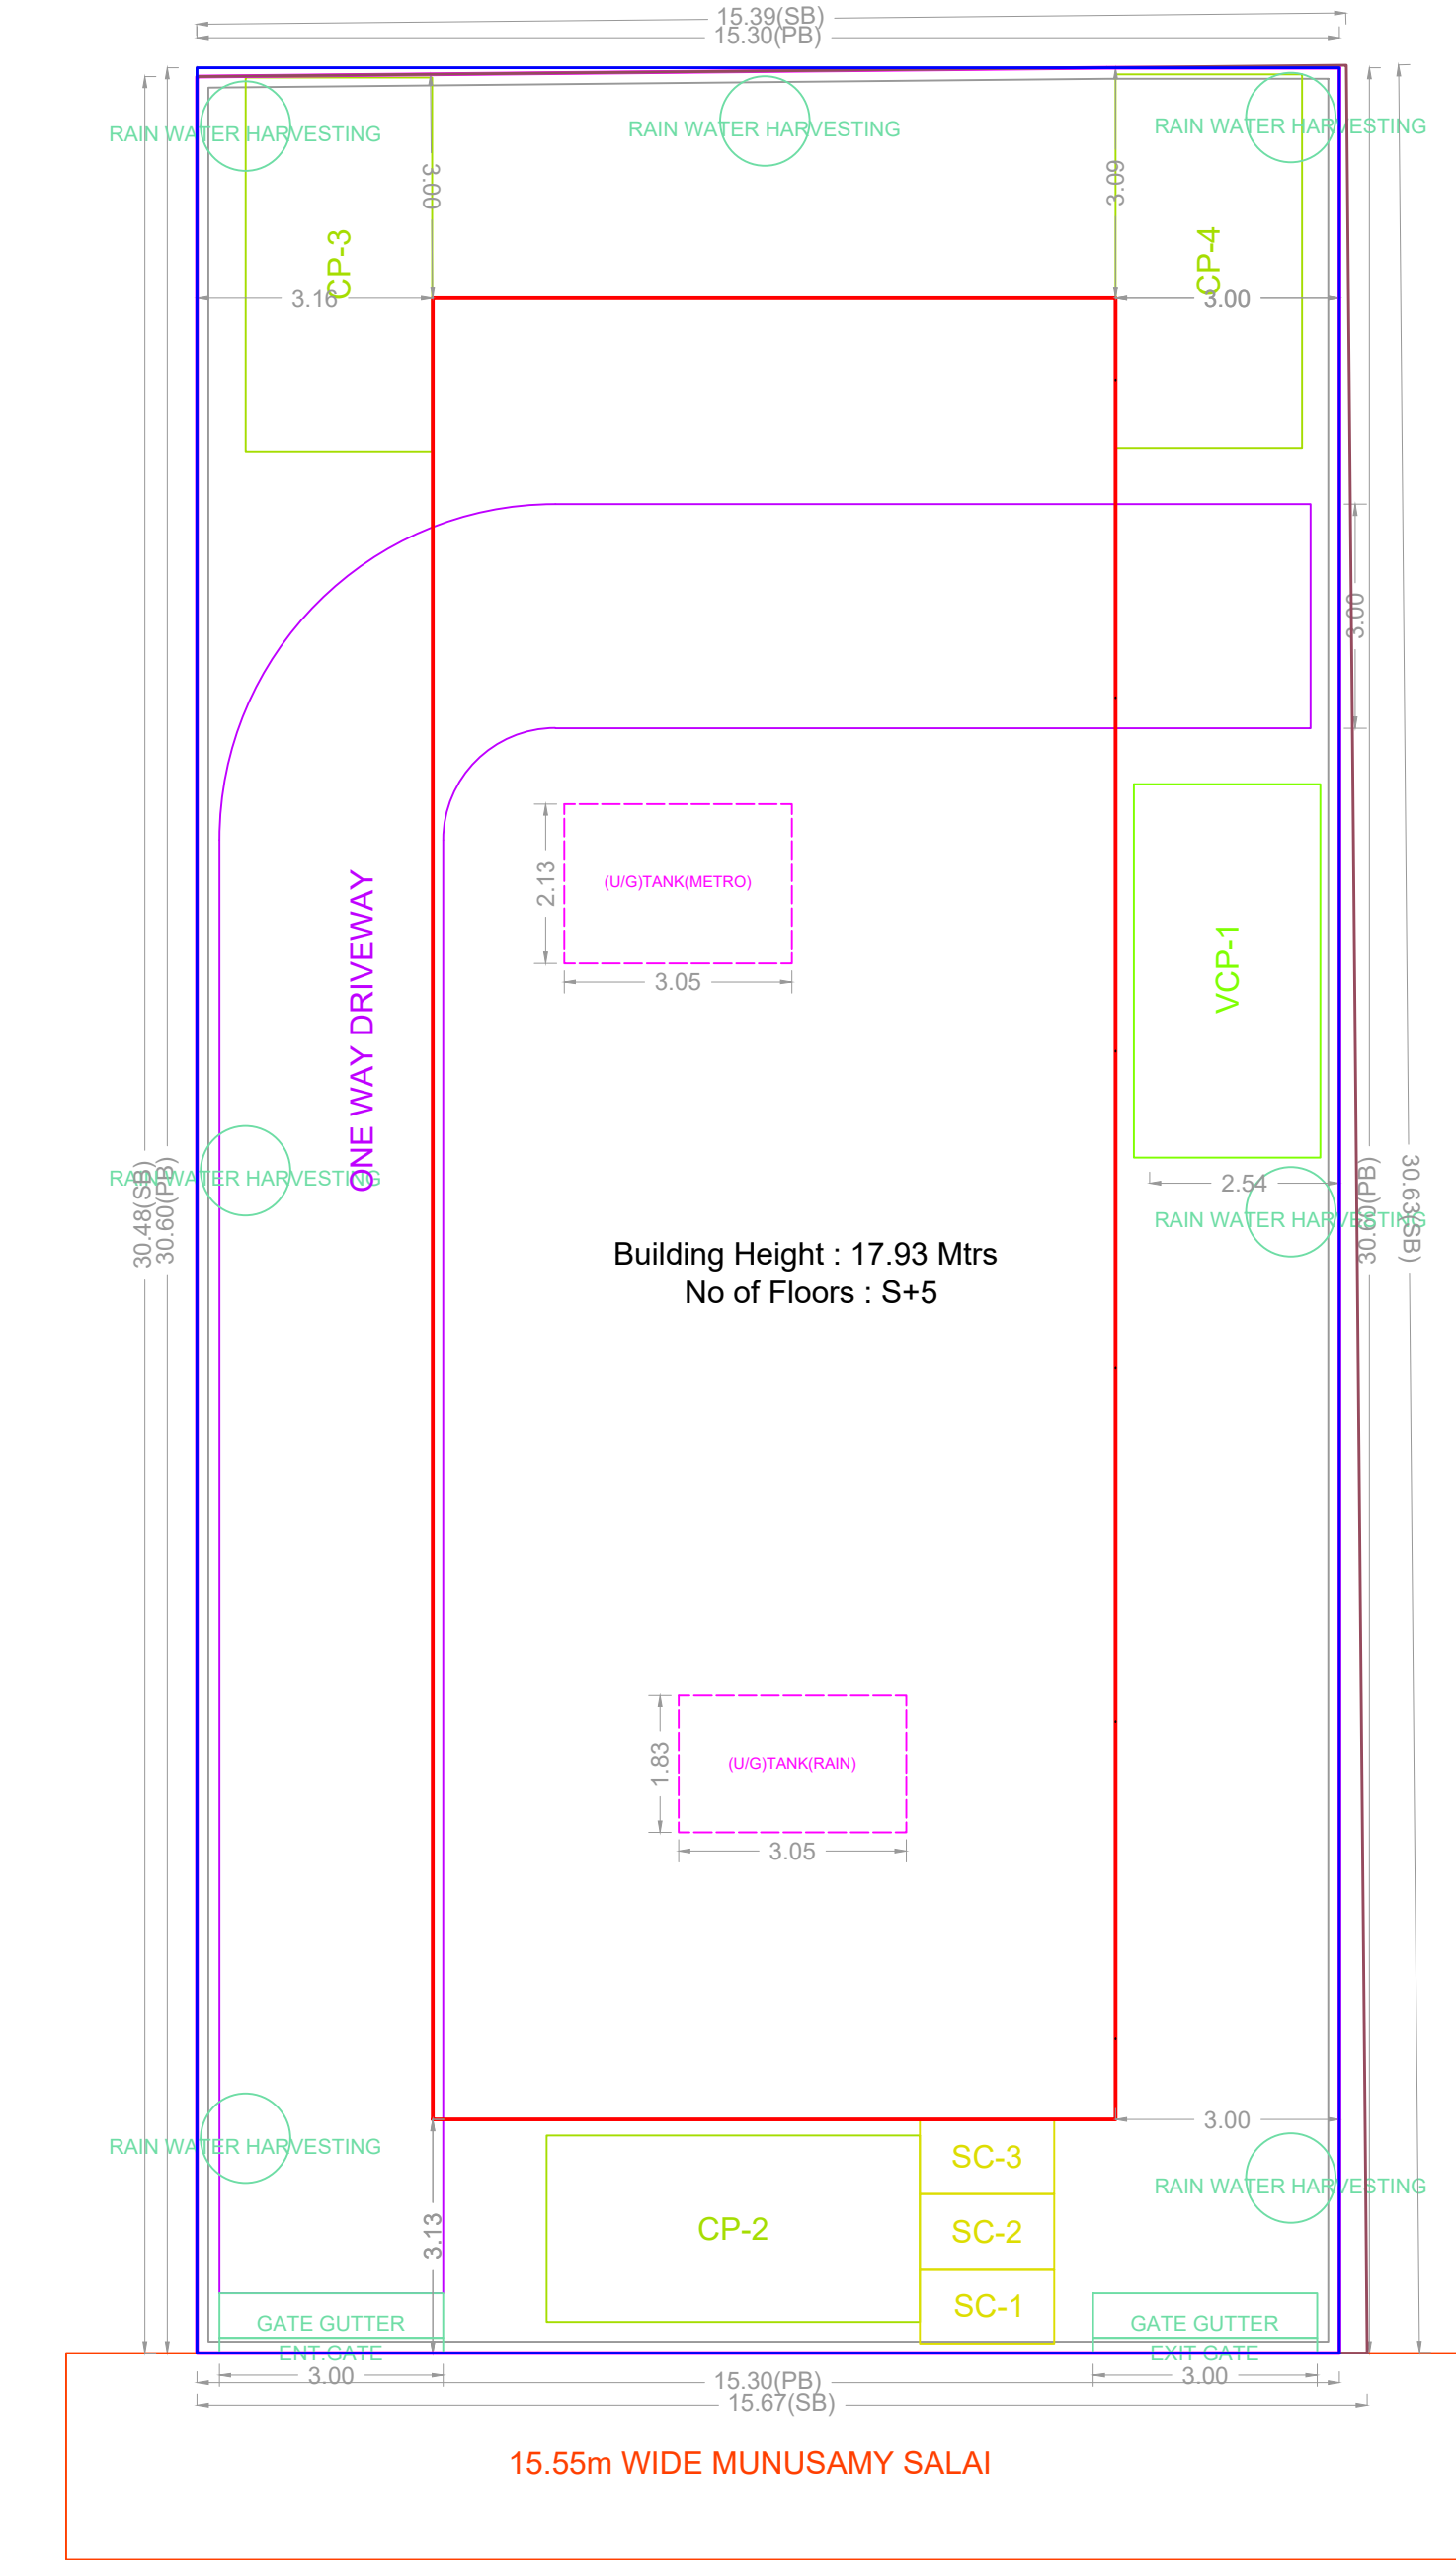 15.39(SB)
15.30(PB)
RAIN WATER HARVESTING
RAIN WATER HARVESTING
RAIN WATER HARVESTING
3.00
3.09
CP-3
CP-4
3.16
3.00
3.00
2.13
(U/G)TANK(METRO)
3.05
VCP-1
ONE WAY DRIVEWAY
RAIN WATER HARVESTING
2.54
RAIN WATER HARVESTING
30.48(SB)
30.60(PB)
30.60(PB)
30.63(SB)
Building Height : 17.93 Mtrs
No of Floors : S+5
1.83
(U/G)TANK(RAIN)
3.05
3.00
RAIN WATER HARVESTING
RAIN WATER HARVESTING
SC-3
CP-2
SC-2
3.13
SC-1
GATE GUTTER
GATE GUTTER
ENT.GATE
EXIT GATE
3.00
15.30(PB)
3.00
15.67(SB)
15.55m WIDE MUNUSAMY SALAI